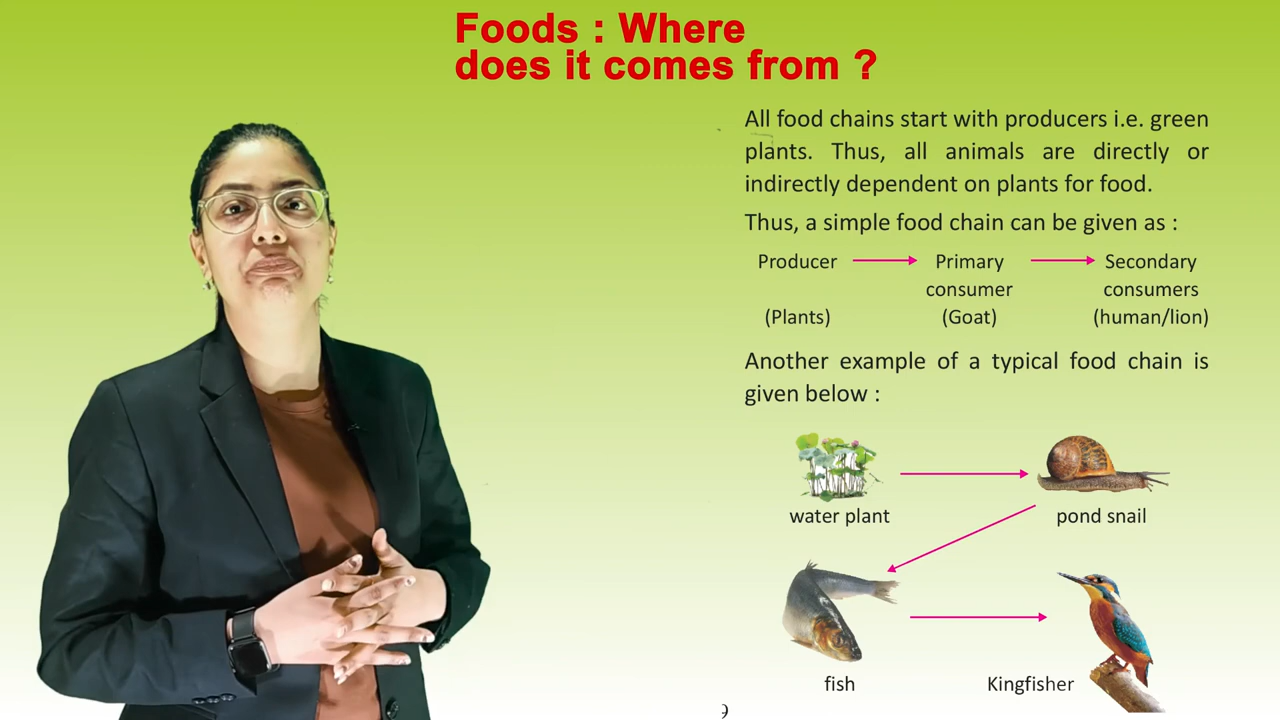 Foods : Where
does it comes from ?
All food chains start with producers i.e. green
plants. Thus, all animals are directly or
indirectly dependent on plants for food.
Thus, a simple food chain can be given as :
Producer Primary Secondary
consumer consumers
(Plants) (Goat) (human/lion)
Another example of a typical food chain is
given below :
water plant pond snail
fish Kingfisher
9